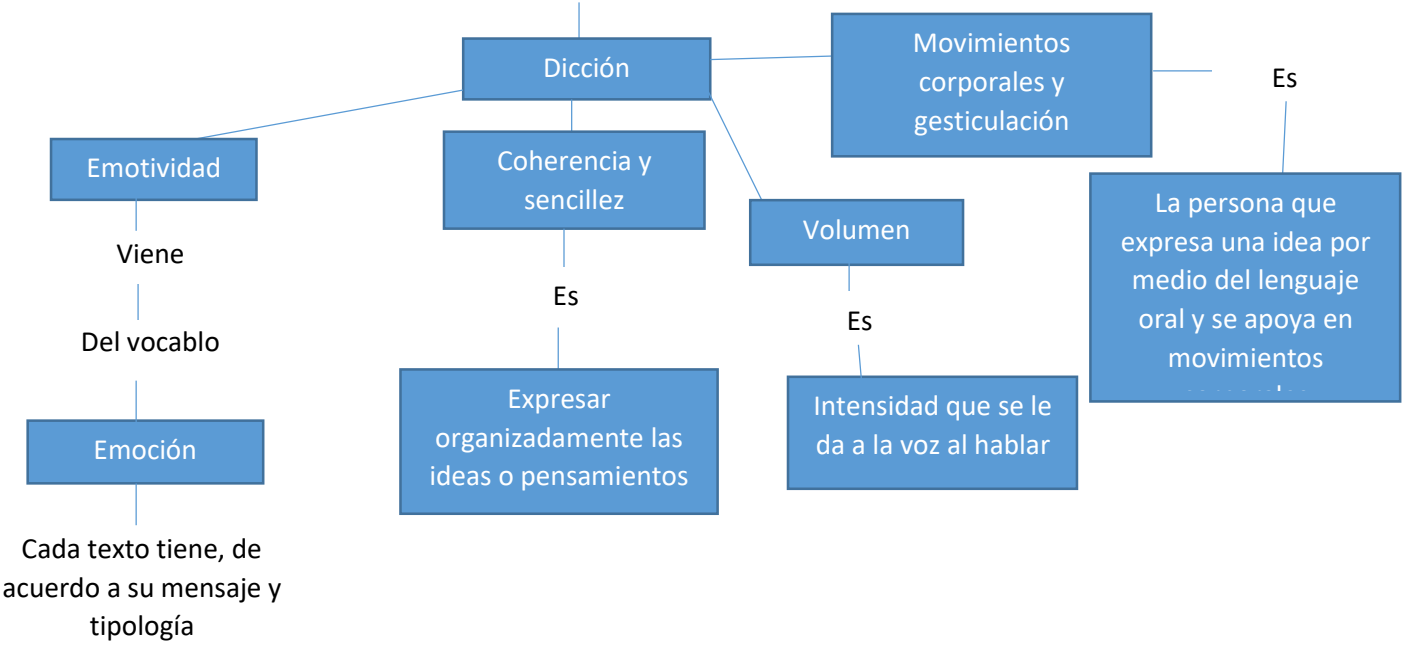 Dicción
Movimientos
corporales y
gesticulación
Es
Emotividad
Coherencia y
sencillez
Volumen
La persona que
expresa una idea por
medio del lenguaje
oral y se apoya en
movimientos
Viene
Es
Es
Del vocablo
Expresar
organizadamente las
ideas o pensamientos
Intensidad que se le
da a la voz al hablar
Emoción
Cada texto tiene, de
acuerdo a su mensaje y
tipología